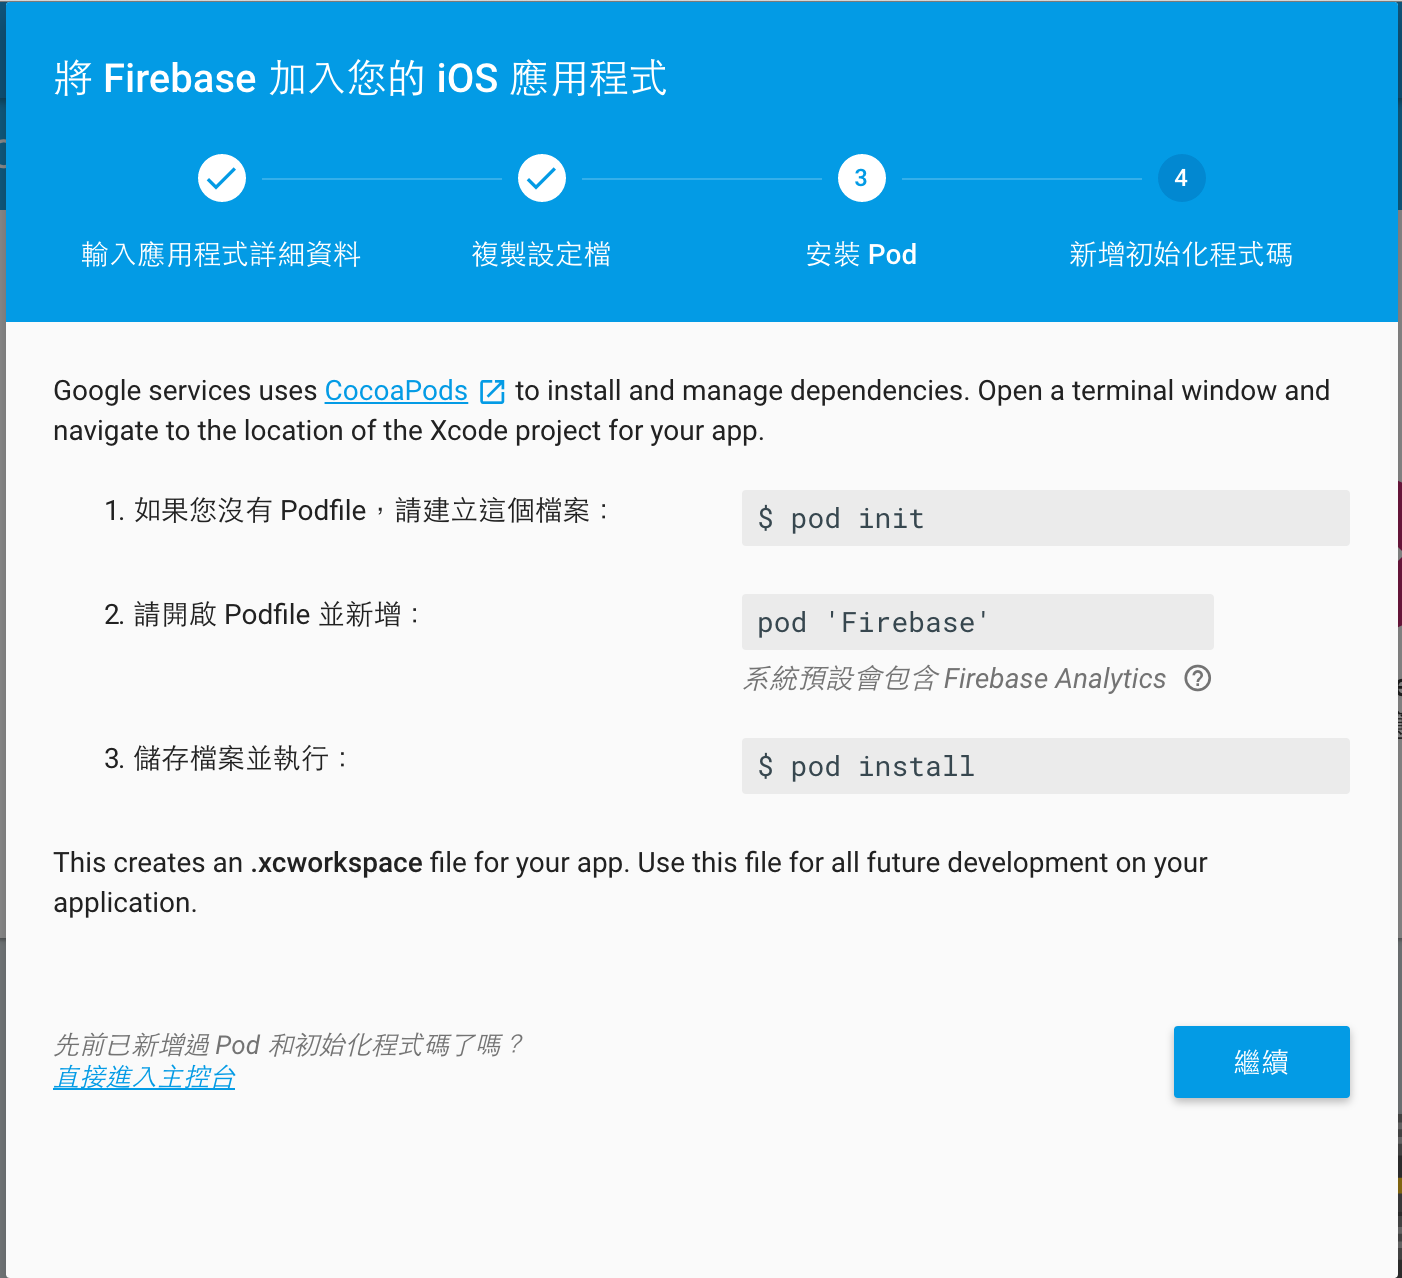 將 Firebase 加入您的 iOS 應用程式
3
4
輸入應用程式詳細資料
複製設定檔
安裝 Pod
新增初始化程式碼
Google services uses CocoaPods to install and manage dependencies. Open a terminal window and
navigate to the location of the Xcode project for your app.
1. 如果您沒有 Podfile，請建立這個檔案：
$ pod init
2. 請開啟 Podfile 並新增：
pod 'Firebase'
系統預設會包含 Firebase Analytics
3. 儲存檔案並執行：
$ pod install
This creates an .xcworkspace file for your app. Use this file for all future development on your
application.
先前已新增過 Pod 和初始化程式碼了嗎？
直接進入主控台
繼續